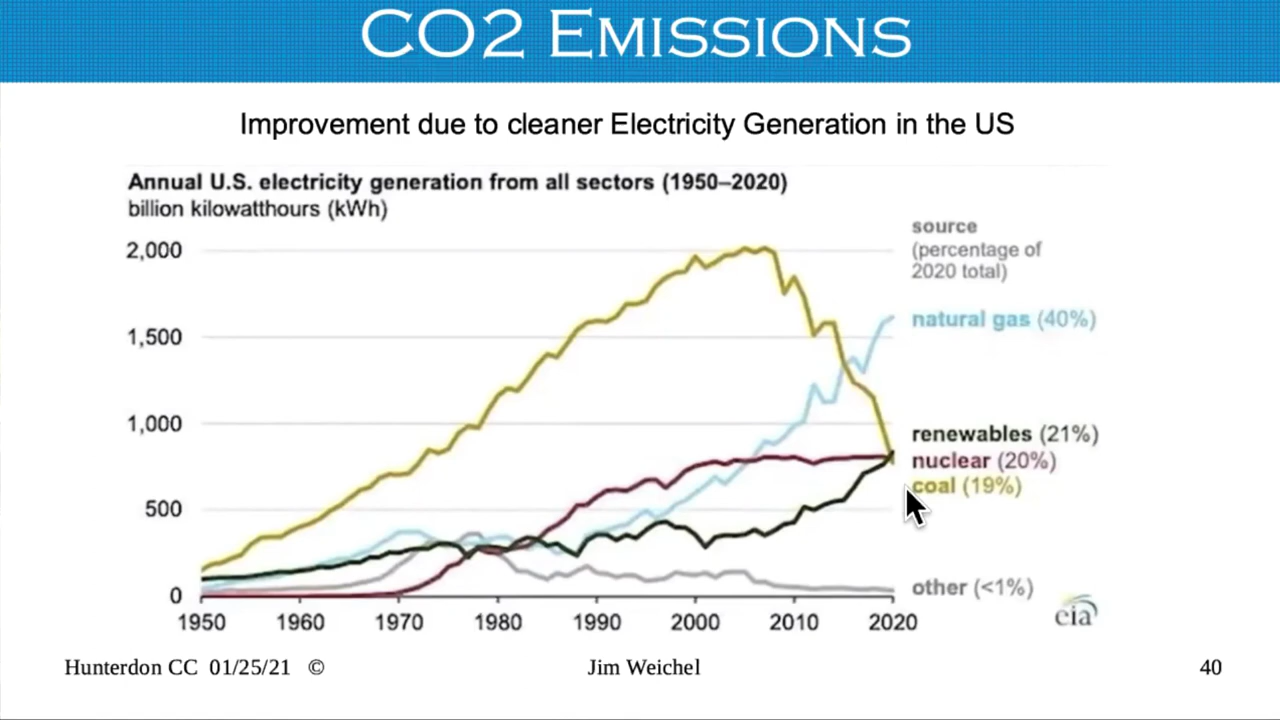 CO2 EMISSIONS
Improvement due to cleaner Electricity Generation in the US
Annual U.S. electricity generation from all sectors (1950–2020)
billion kilowatthours (kWh)
source
(percentage of
2020 total)
2,000
1,500
1,000
500
0
natural gas (40%)
renewables (21%)
nuclear (20%)
coal (19%)
other (<1%)
1950 1960 1970 1980 1990 2000 2010 2020
eia
Hunterdon CC 01/25/21 © Jim Weichel 40